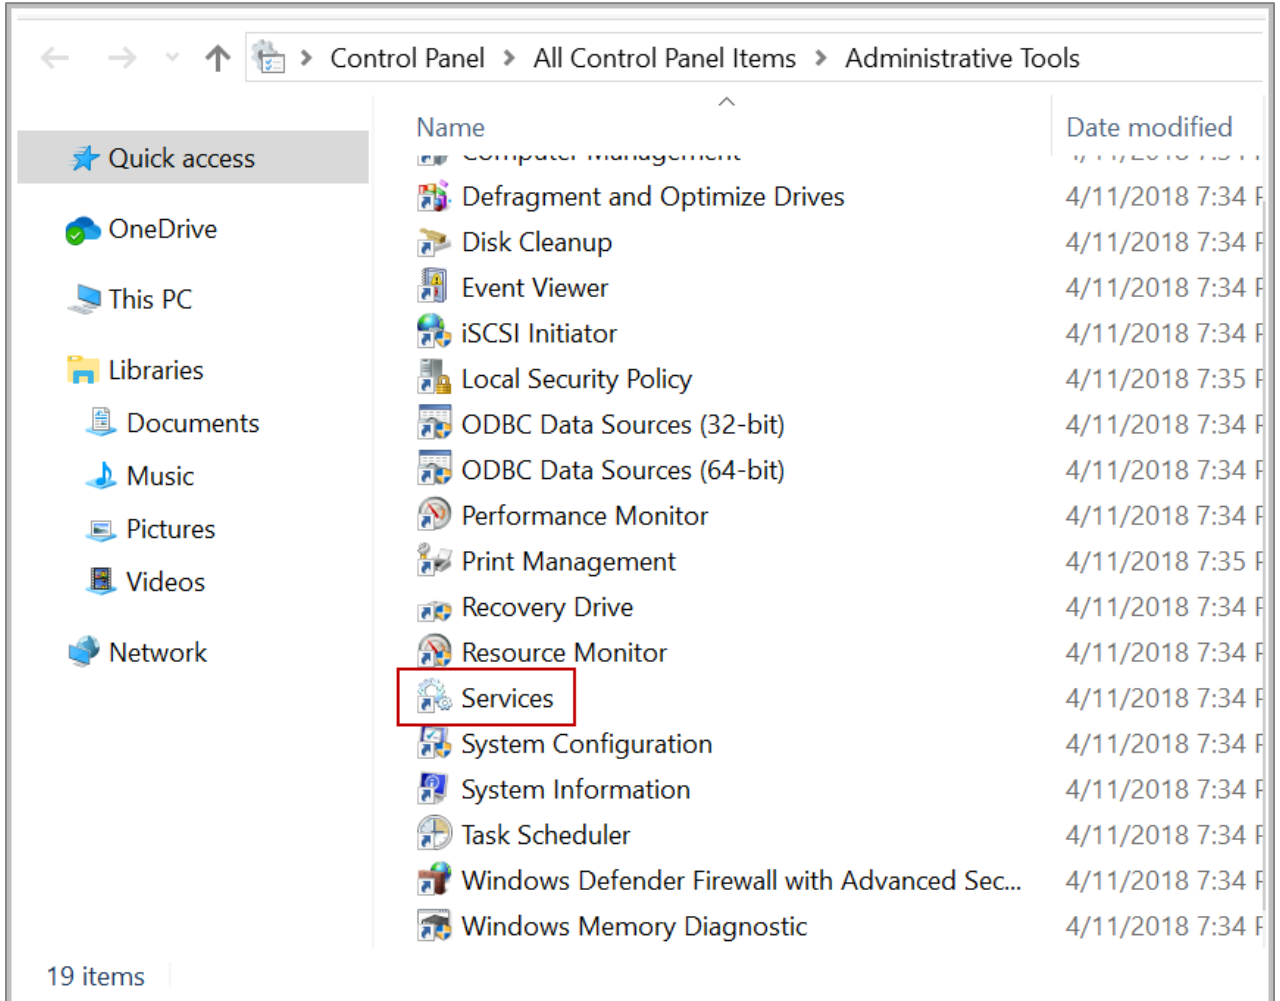 Control Panel > All Control Panel Items > Administrative Tools
Name Date modified
Quick access
OneDrive
This PC
Libraries
Documents
Music
Pictures
Videos
Network
Computer Management
Defragment and Optimize Drives 4/11/2018 7:34
Disk Cleanup 4/11/2018 7:34
Event Viewer 4/11/2018 7:34
iSCSI Initiator 4/11/2018 7:34
Local Security Policy 4/11/2018 7:35
ODBC Data Sources (32-bit) 4/11/2018 7:34
ODBC Data Sources (64-bit) 4/11/2018 7:34
Performance Monitor 4/11/2018 7:34
Print Management 4/11/2018 7:35
Recovery Drive 4/11/2018 7:34
Resource Monitor 4/11/2018 7:34
Services 4/11/2018 7:34
System Configuration 4/11/2018 7:34
System Information 4/11/2018 7:34
Task Scheduler 4/11/2018 7:34
Windows Defender Firewall with Advanced Sec... 4/11/2018 7:34
Windows Memory Diagnostic 4/11/2018 7:34
19 items